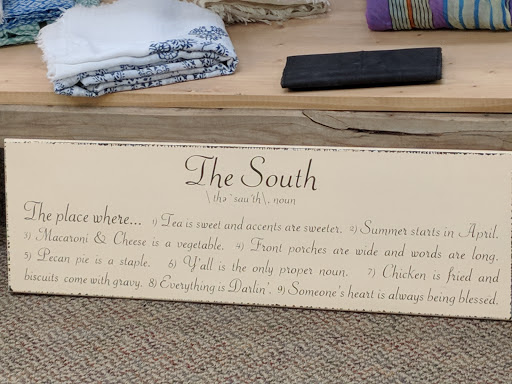 The South
\ the ˈsau̇'th \, noun
The place where... 1) Tea is sweet and accents are sweeter. 2) Summer starts in April.
3) Macaroni & Cheese is a vegetable. 4) Front porches are wide and words are long.
5) Pecan pie is a staple. 6) Y'all is the only proper noun. 7) Chicken is fried and
biscuits come with gravy. 8) Everything is Darlin'. 9) Someone's heart is always being blessed.